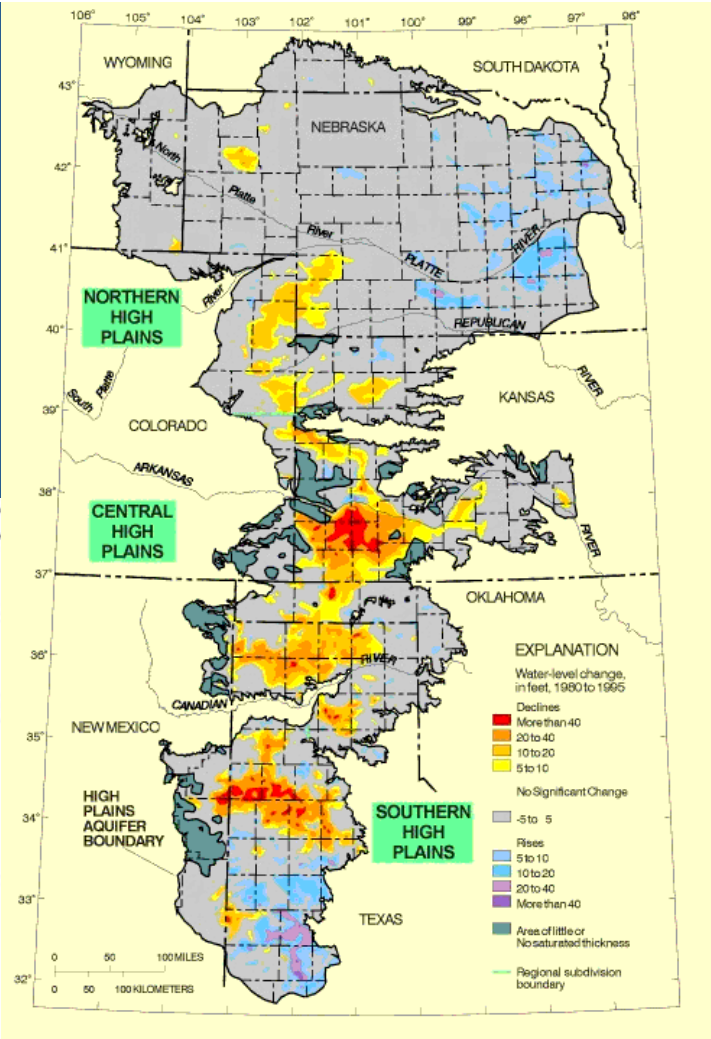 106° 105° 104° 103° 102° 101° 100° 99° 98° 97° 96°
WYOMING
SOUTH DAKOTA
43°
NEBRASKA
North
42°
Platte
River
RIVER
41°
PLATTE
NORTHERN
HIGH
PLAINS
River
REPUBLICAN
40°
RIVER
Platte
South
KANSAS
39°
COLORADO
ARKANSAS
38°
CENTRAL
HIGH
PLAINS
RIVER
37°
OKLAHOMA
EXPLANATION
36°
RIVER
Water-level change,
in feet, 1980 to 1995
CANADIAN
Declines
More than 40
NEW MEXICO
20 to 40
35°
10 to 20
5 to 10
No Significant Change
HIGH
PLAINS
AQUIFER
BOUNDARY
34°
SOUTHERN
HIGH
PLAINS
-5 to 5
Rises
5 to 10
10 to 20
20 to 40
More than 40
33°
TEXAS
Area of little or
No saturated thickness
0 50 100 MILES
32°
0 50 100 KILOMETERS
Regional subdivision
boundary